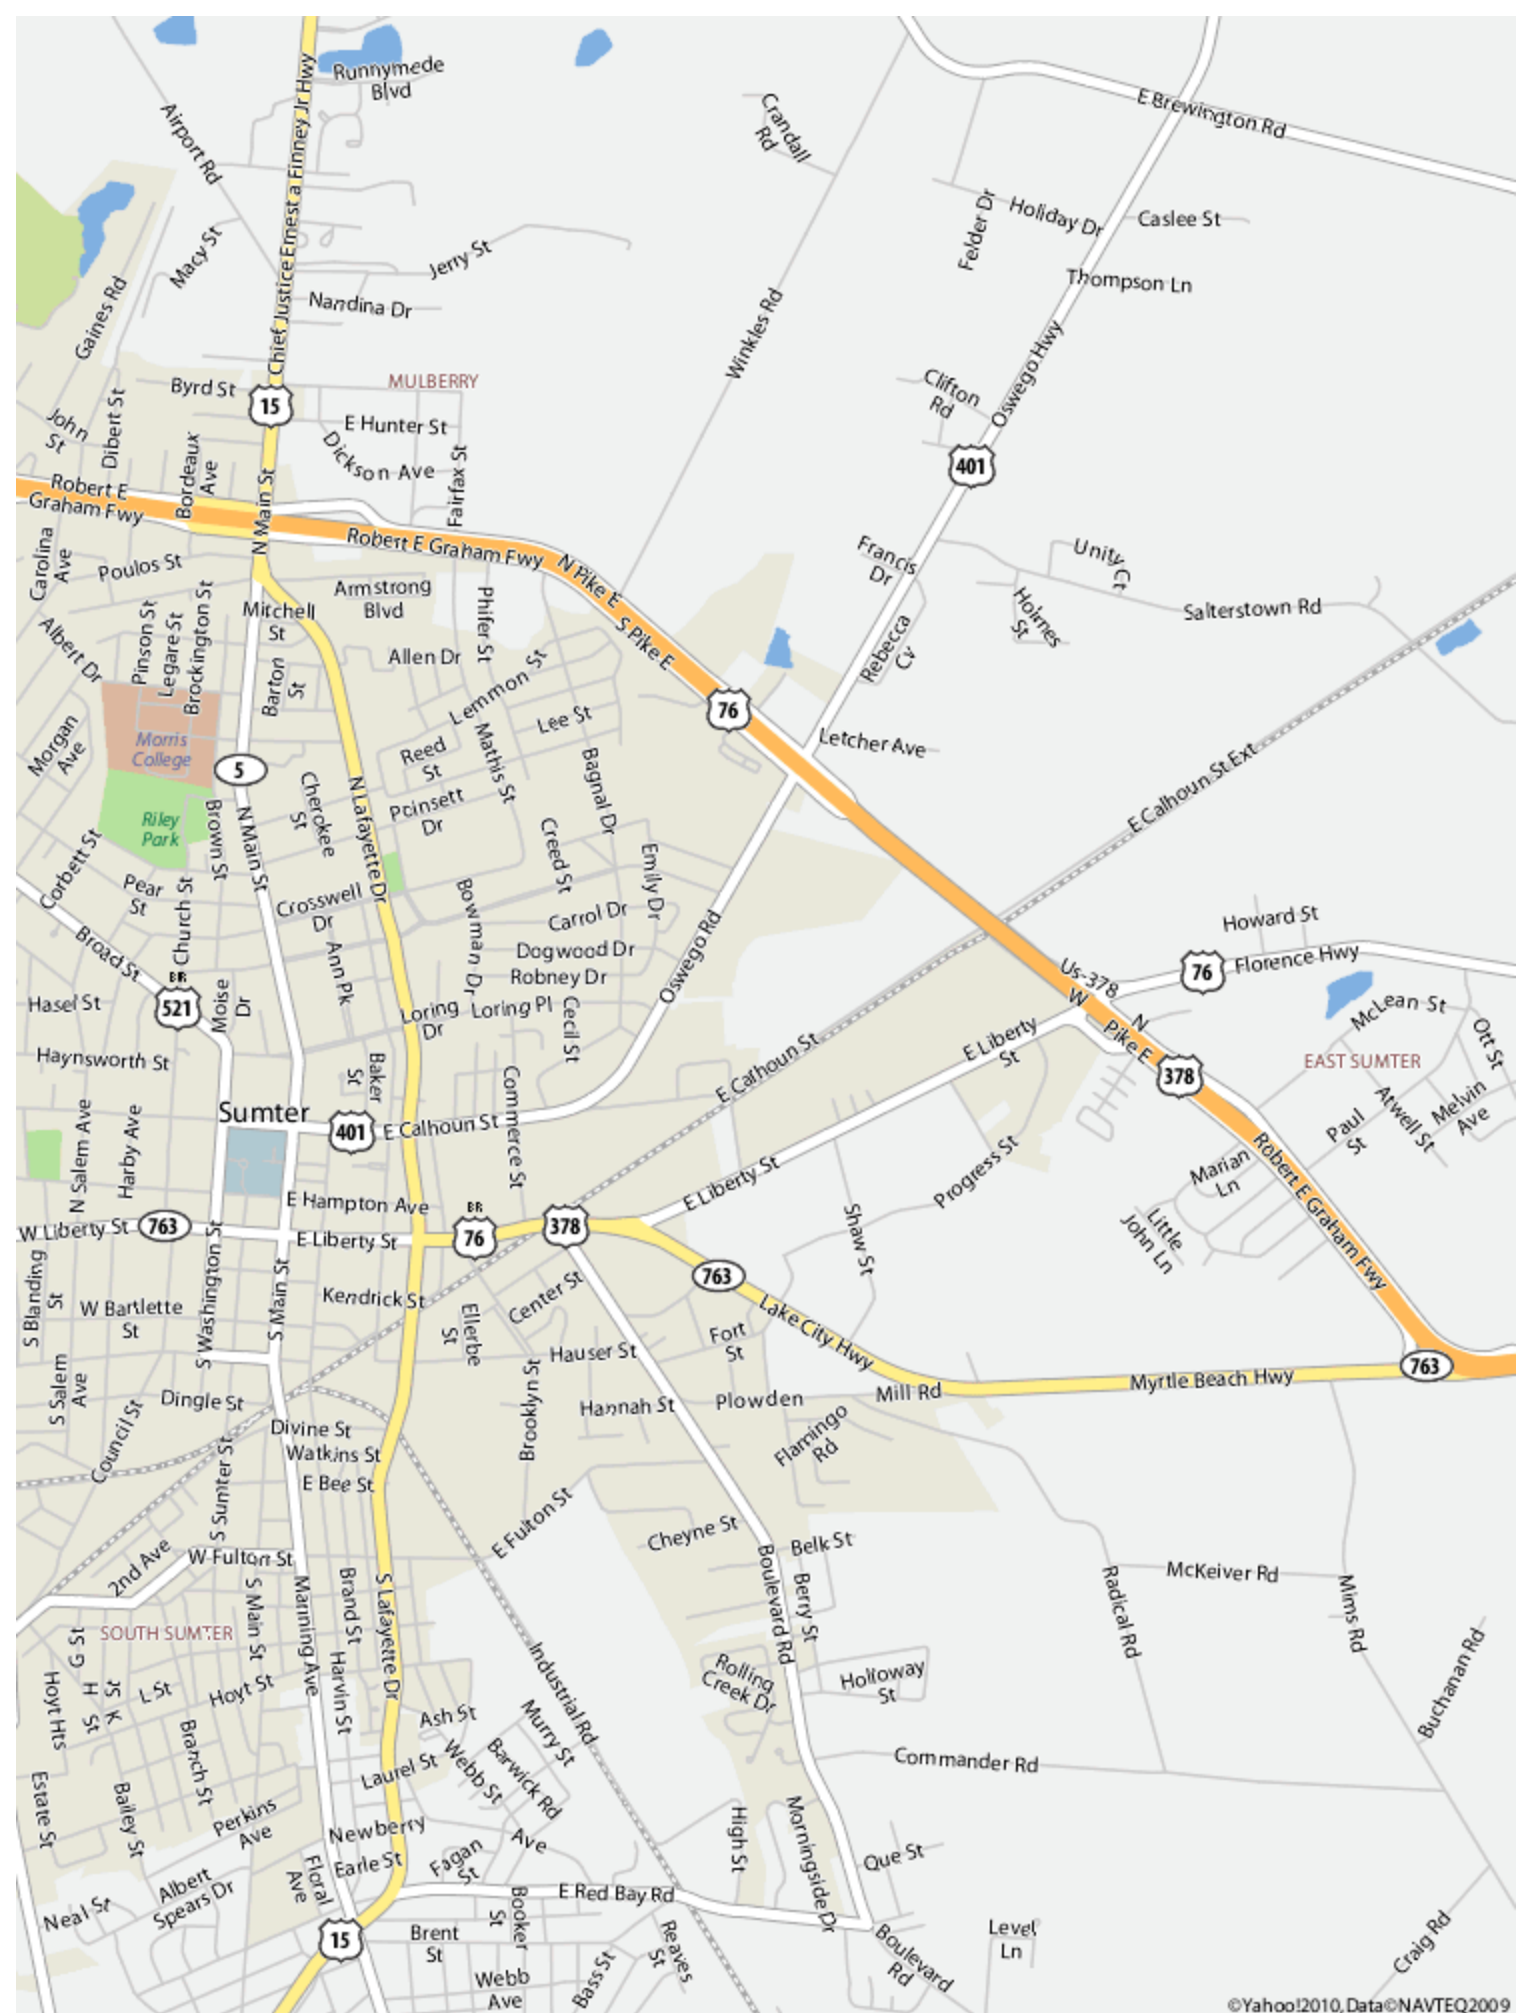 Runnymede
Blvd
Airport Rd
Chief Justice Ernest a Finney Jr Hwy
Crandall
Rd
E Brewington Rd
Felder Dr
Holiday Dr
Caslee St
Macy St
Jerry St
Thompson Ln
Gaines Rd
Nandina Dr
Winkles Rd
Oswego Hwy
Byrd St
MULBERRY
15
Clifton
Rd
John
St
Dibert St
E Hunter St
Dickson Ave
Bordeaux
Ave
Fairfax St
401
Robert E
Graham Fwy
N Main St
Robert E Graham Fwy
N Pike E
S Pike E
Carolina
Ave
Poulos St
Armstrong
Blvd
Francis
Dr
Unity Ct
Holmes
St
Salterstown Rd
Mitchell
St
Phifer St
Albert Dr
Pinson St
Legare St
Brockington St
Allen Dr
Rebecca
Cv
Barton
St
Lemmon St
Lee St
76
Morgan
Ave
Morris
College
Letcher Ave
Reed
St
Mathis St
Bagnal Dr
5
E Calhoun St Ext
Cherokee
St
N Lafayette Dr
Poinsett
Dr
Riley
Park
Brown St
N Main St
Corbett St
Creed St
Emily Dr
Pear
St
Church St
Crosswell
Dr
Bowman Dr
Carrol Dr
Howard St
Broad St
Ann Pk
Dogwood Dr
Robney Dr
Oswego Rd
Us-378
76
Florence Hwy
BR
521
Hasel St
Moise
Dr
Loring
Dr
Loring Pl
Cecil St
W
N
Pike E
McLean St
Ott St
Haynsworth St
Baker
St
E Calhoun St
E Liberty
St
378
EAST SUMTER
Commerce St
Sumter
401
E Calhoun St
N Salem Ave
Harby Ave
Paul
St
Atwell St
Melvin
Ave
Progress St
Marian
Ln
Robert E Graham Fwy
E Hampton Ave
E Liberty St
W Liberty St
763
E Liberty St
BR
76
378
Shaw St
Little
John Ln
S Blanding
St
S Washington St
S Main St
763
Kendrick St
Center St
Lake City Hwy
W Bartlette
St
Ellerbe
St
Hauser St
Fort
St
763
Myrtle Beach Hwy
S Salem
Ave
Dingle St
Brooklyn St
Hannah St
Plowden
Mill Rd
Council St
Divine St
Watkins St
Flamingo
Rd
E Bee St
S Sumter St
E Fulton St
Cheyne St
Belk St
2nd Ave
W Fulton St
McKeiver Rd
S Main St
Manning Ave
Brand St
S Lafayette Dr
Boulevard Rd
Berry St
Radical Rd
Mims Rd
SOUTH SUMTER
G St
Harvin St
Industrial Rd
Buchanan Rd
Hoyt Hts
H St
JS K
L St
Hoyt St
Rolling
Creek Dr
Holloway
St
Ash St
Murry St
Branch St
Laurel St
Webb St
Barwick Rd
Commander Rd
Estate St
Bailey St
Perkins
Ave
Newberry
Ave
High St
Morningside Dr
Que St
Floral
Ave
Earle St
Fagan
St
Albert
Spears Dr
E Red Bay Rd
Neal St
Booker
St
15
Brent
St
Reaves
St
Boulevard
Rd
Level
Ln
Craig Rd
Webb
Ave
Bass St
©Yahoo!2010, Data©NAVTEQ2009